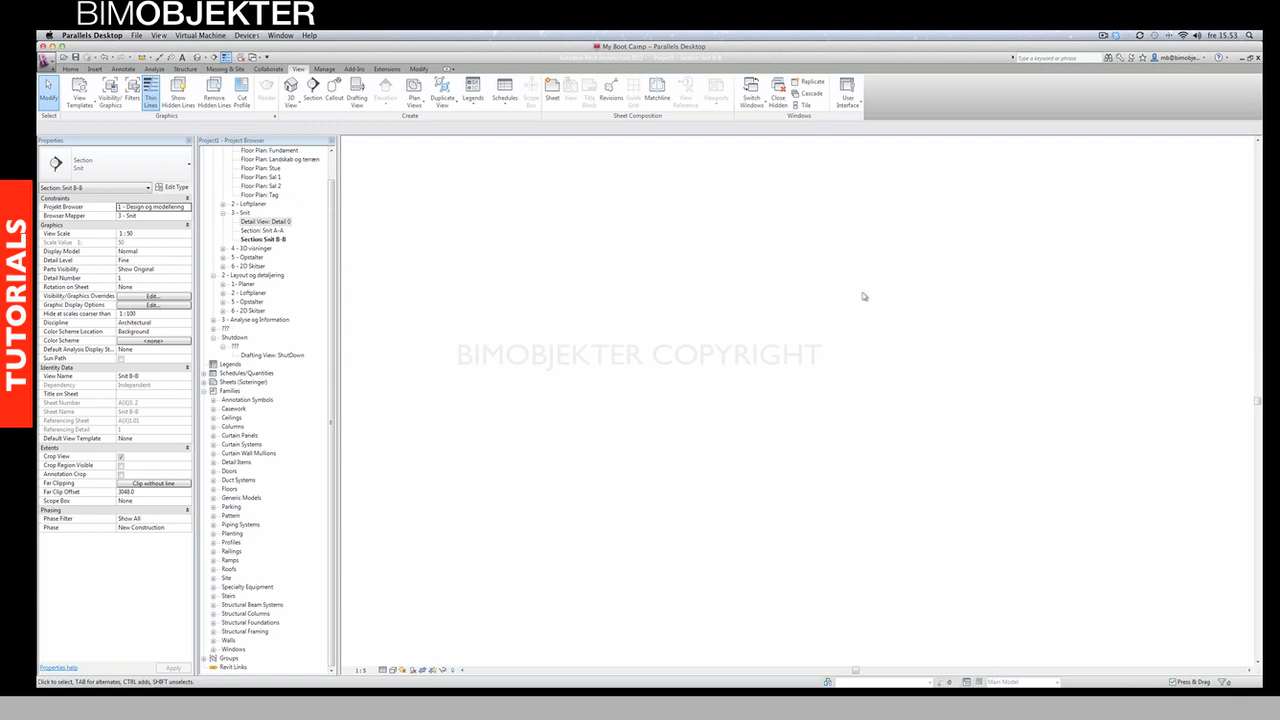 BIMOBJEKTER
Parallels Desktop File View Virtual Machine Devices Window Help
fre 15.53
My Boot Camp – Parallels Desktop
Type a keyword or phrase
mb@bimobje...
Home Insert Annotate Analyze Structure Massing & Site Collaborate View Manage Add-Ins Extensions Modify
Modify
View Templates
Visibility/ Graphics
Filters
Thin Lines
Show Hidden Lines
Remove Hidden Lines
Cut Profile
Render
3D View
Section
Callout
Drafting View
Elevation
Plan Views
Duplicate View
Legends
Schedules
Scope Box
Sheet
View
Title Block
Revisions
Guide Grid
Matchline
View Reference
Viewports
Switch Windows
Close Hidden
Replicate
Cascade
Tile
User Interface
Select Graphics Create Sheet Composition Windows
Properties
Section
Snit
Section: Snit B-B
Edit Type
Constraints
Projekt Browser 1 - Design og modellering
Browser Mapper 3 - Snit
Graphics
View Scale 1 : 50
Scale Value 1: 50
Display Model Normal
Detail Level Fine
Parts Visibility Show Original
Detail Number 1
Rotation on Sheet None
Visibility/Graphics Overrides Edit...
Graphic Display Options Edit...
Hide at scales coarser than 1 : 100
Discipline Architectural
Color Scheme Location Background
Color Scheme <none>
Default Analysis Display St... None
Sun Path
Identity Data
View Name Snit B-B
Dependency Independent
Title on Sheet
Sheet Number
Sheet Name Snit B-B
Referencing Sheet
Referencing Detail 1
Default View Template None
Extents
Crop View
Crop Region Visible
Annotation Crop
Far Clipping Clip without line
Far Clip Offset 3048.0
Scope Box None
Phasing
Phase Filter Show All
Phase New Construction
Properties help
Apply
Project1 - Project Browser
Floor Plan: Fundament
Floor Plan: Landskab og terræn
Floor Plan: Stue
Floor Plan: Sal 1
Floor Plan: Sal 2
Floor Plan: Tag
2 - Loftplaner
3 - Snit
Detail View: Detail 0
Section: Snit A-A
Section: Snit B-B
4 - 3D visninger
5 - Opstalter
6 - 2D Skitser
2 - Layout og detaljering
1- Planer
2 - Loftplaner
5 - Opstalter
6 - 2D Skitser
3 - Analyse og Information
???
Shutdown
???
Drafting View: ShutDown
Legends
Schedules/Quantities
Sheets (Soteringer)
Families
Annotation Symbols
Casework
Ceilings
Columns
Curtain Panels
Curtain Systems
Curtain Wall Mullions
Detail Items
Doors
Duct Systems
Floors
Generic Models
Parking
Pattern
Piping Systems
Planting
Profiles
Railings
Ramps
Roofs
Site
Specialty Equipment
Stairs
Structural Beam Systems
Structural Columns
Structural Foundations
Structural Framing
Walls
Windows
Groups
Revit Links
BIMOBJEKTER COPYRIGHT
TUTORIALS
1 : 5
Click to select, TAB for alternates, CTRL adds, SHIFT unselects.
:0
Main Model
Press & Drag
:0